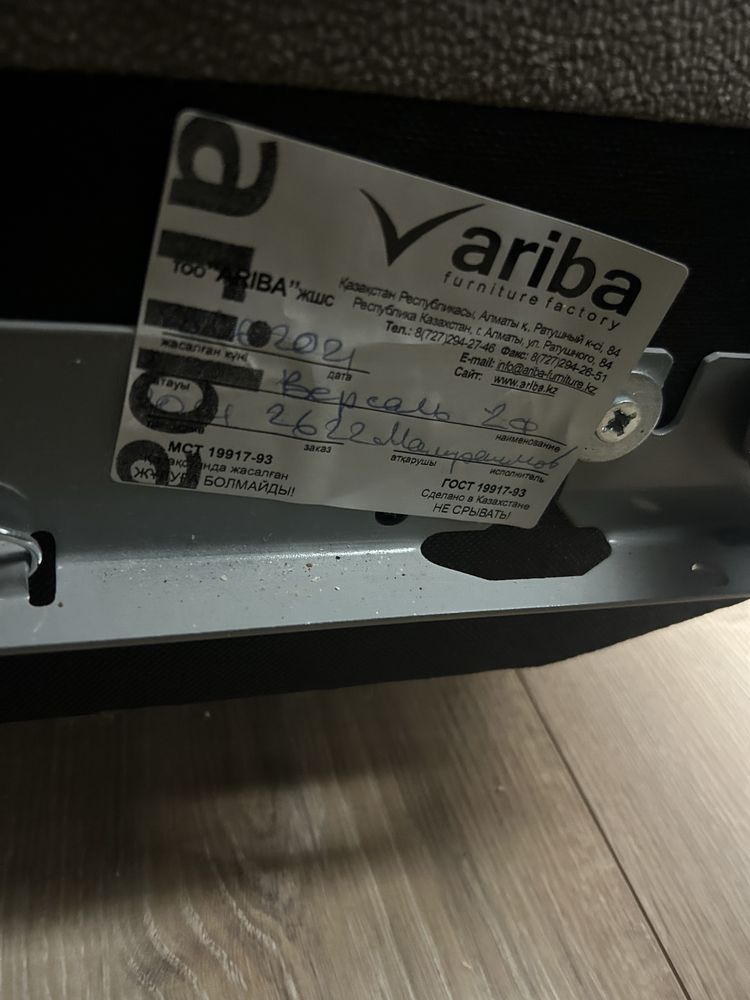 ariba
ariba
furniture factory
ТОО "ARIBA" ЖШС
Қазақстан Республикасы, Алматы қ., Ратушный к-сі, 84
Республика Казахстан, г. Алматы, ул. Ратушного, 84
Тел.: 8(727)294-27-46 Факс: 8(727)294-26-51
E-mail: info@ariba-furniture.kz
Сайт: www.ariba.kz
2021
жасалған күні дата
Версаль 2ф
атауы наименование
2622
заказ атқарушы исполнитель
МСТ 19917-93 ГОСТ 19917-93
Қазақстанда жасалған Сделано в Казахстане
ЖҰЛУҒА БОЛМАЙДЫ! НЕ СРЫВАТЬ!